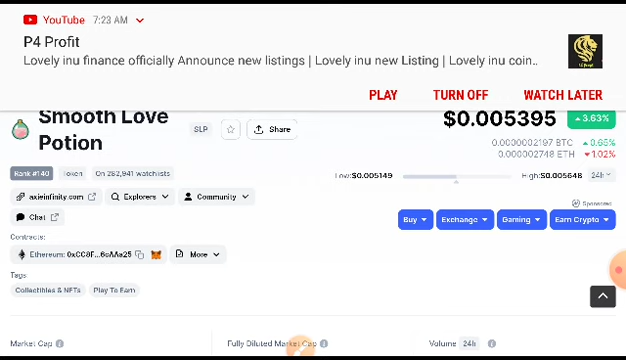 YouTube 7:23 AM
P4 Profit
Lovely inu finance officially Announce new listings | Lovely inu new Listing | Lovely inu coin..
PLAY TURN OFF WATCH LATER
Smooth Love Potion SLP Share
$0.005395 3.63%
0.0000002197 BTC 0.65%
0.000002748 ETH 1.02%
Rank #140 Token On 282,941 watchlists
Low: $0.005149 High: $0.005648 24h
axieinfinity.com Explorers Community
Sponsored
Buy Exchange Gaming Earn Crypto
Chat
Contracts:
Ethereum: 0xCC8F...6cAAa25 More
Tags
Collectibles & NFTs Play To Earn
Market Cap Fully Diluted Market Cap Volume 24h